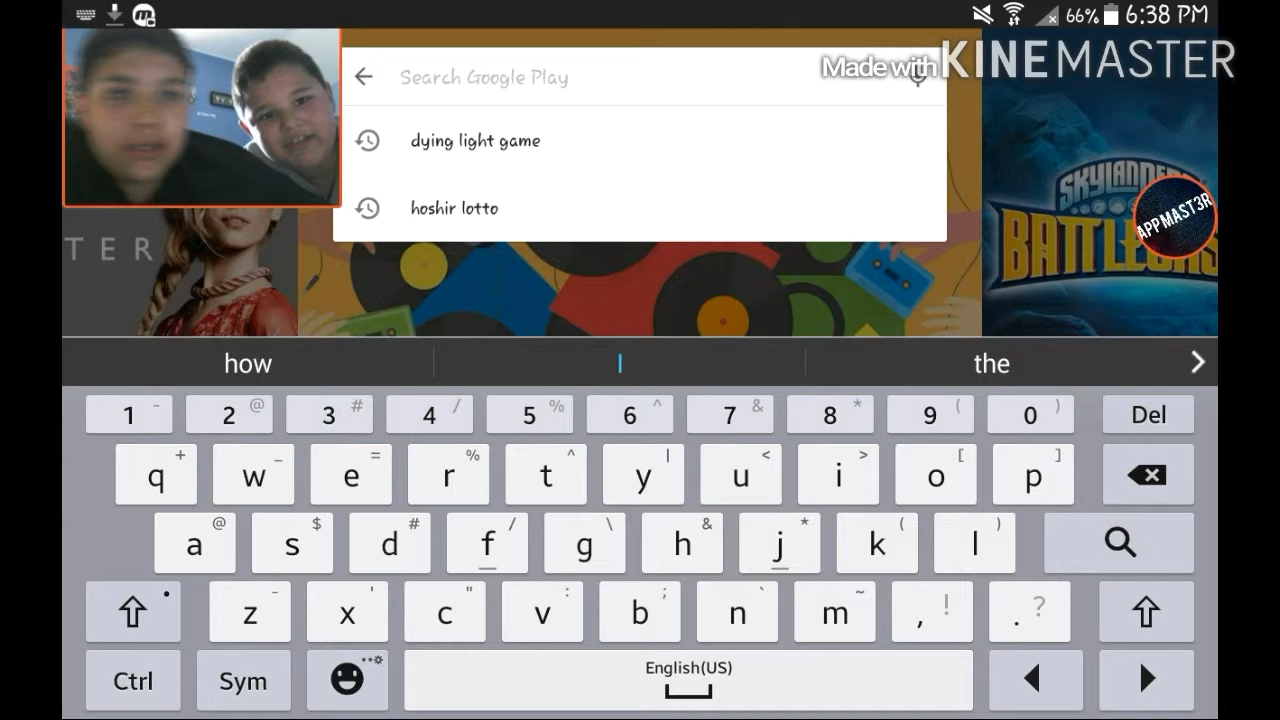 66% 6:38 PM
Made with KINEMASTER
Search Google Play
dying light game
hoshir lotto
TER
SKYLANDERS
BATTLECAS
APPMAST3R
how I the
1 - 2 @ 3 # 4 / 5 % 6 ^ 7 & 8 * 9 ( 0 ) Del
q + w _ e = r % t ^ y | u < i > o [ p ]
a @ s $ d # f / g \ h & j * k ( l )
z - x ' c " v : b ; n ` m ~ , ! . ?
Ctrl Sym English(US)